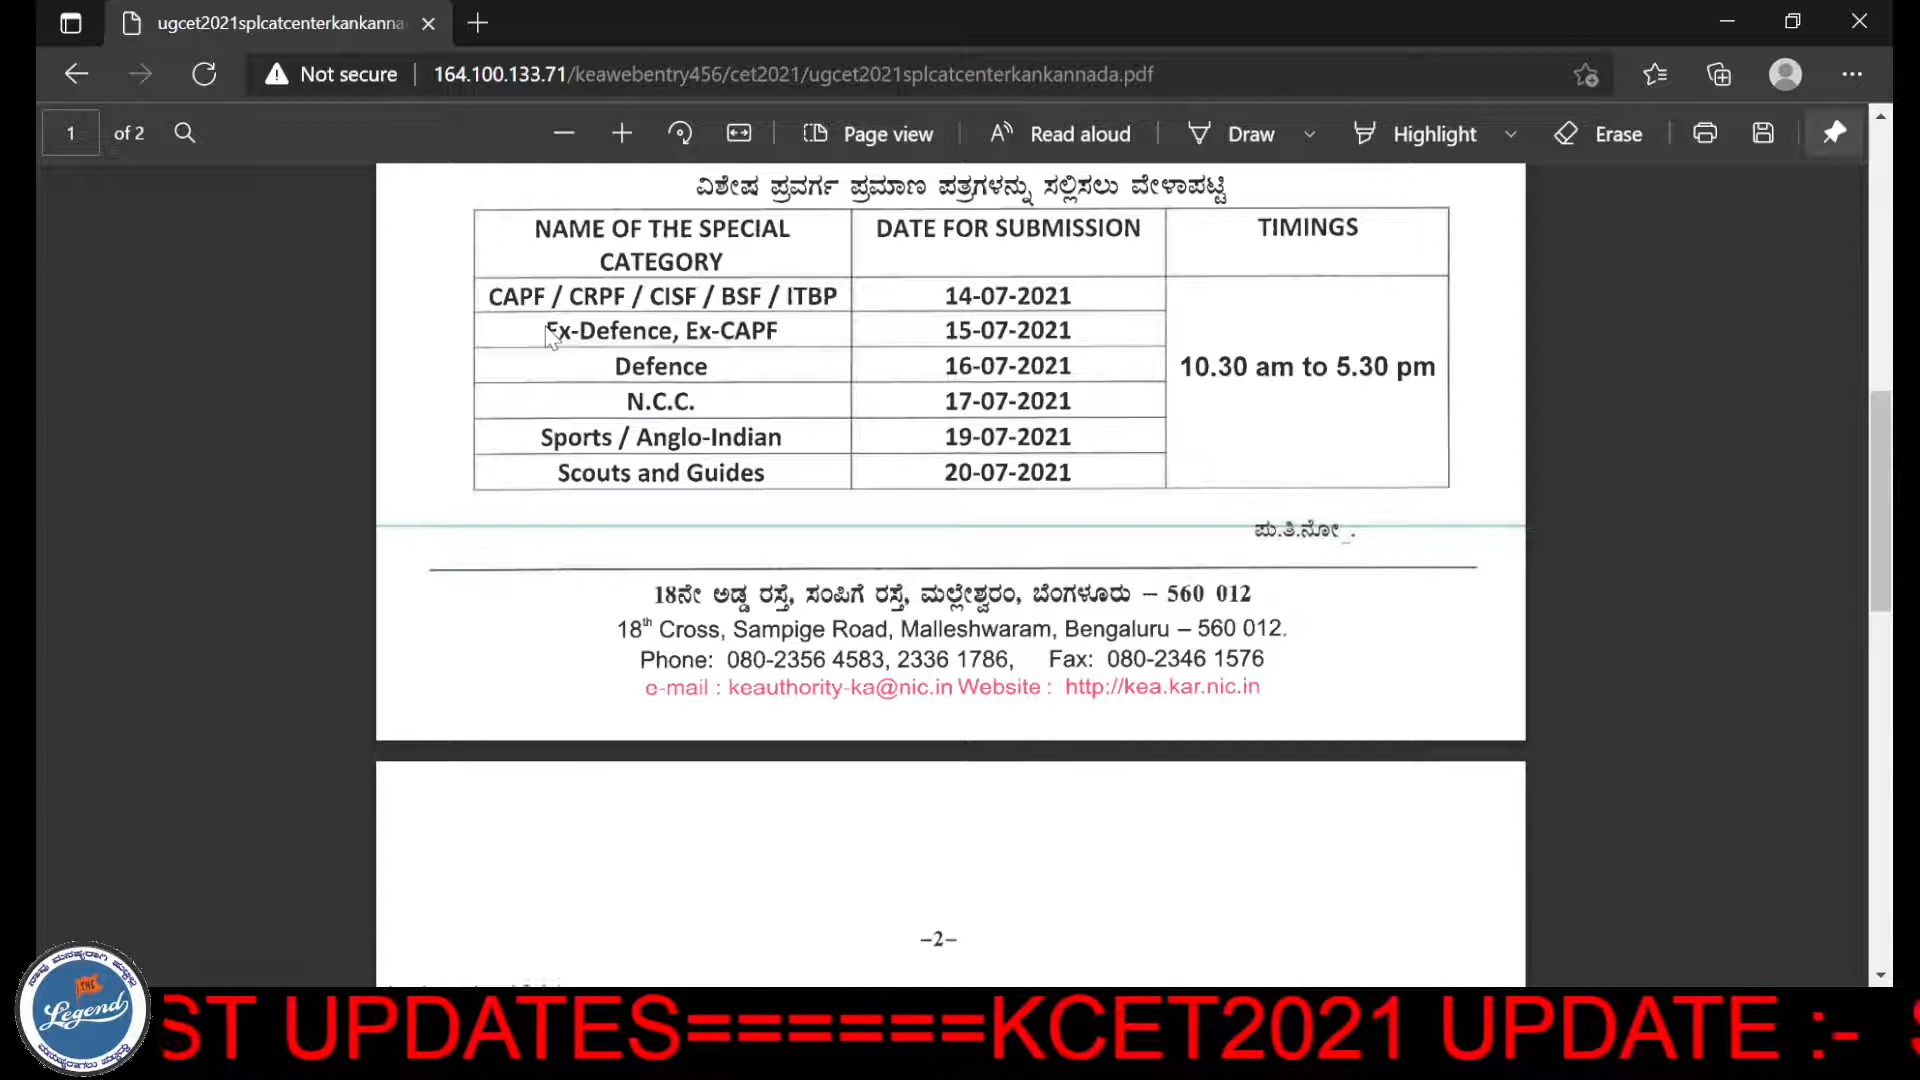 ugcet2021splcatcenterkankanna
Not secure
164.100.133.71/keawebentry456/cet2021/ugcet2021splcatcenterkankannada.pdf
1 of 2
Page view
Read aloud
Draw
Highlight
Erase
ವಿಶೇಷ ಪ್ರವರ್ಗ ಪ್ರಮಾಣ ಪತ್ರಗಳನ್ನು ಸಲ್ಲಿಸಲು ವೇಳಾಪಟ್ಟಿ
NAME OF THE SPECIAL CATEGORY DATE FOR SUBMISSION TIMINGS
CAPF / CRPF / CISF / BSF / ITBP 14-07-2021
Ex-Defence, Ex-CAPF 15-07-2021
Defence 16-07-2021 10.30 am to 5.30 pm
N.C.C. 17-07-2021
Sports / Anglo-Indian 19-07-2021
Scouts and Guides 20-07-2021
ಪು.ತಿ.ನೋ_.
18ನೇ ಅಡ್ಡ ರಸ್ತೆ, ಸಂಪಿಗೆ ರಸ್ತೆ, ಮಲ್ಲೇಶ್ವರಂ, ಬೆಂಗಳೂರು – 560 012
18th Cross, Sampige Road, Malleshwaram, Bengaluru – 560 012.
Phone: 080-2356 4583, 2336 1786, Fax: 080-2346 1576
e-mail : keauthority-ka@nic.in Website : http://kea.kar.nic.in
–2–
THE
Legend
ST UPDATES======KCET2021 UPDATE :-